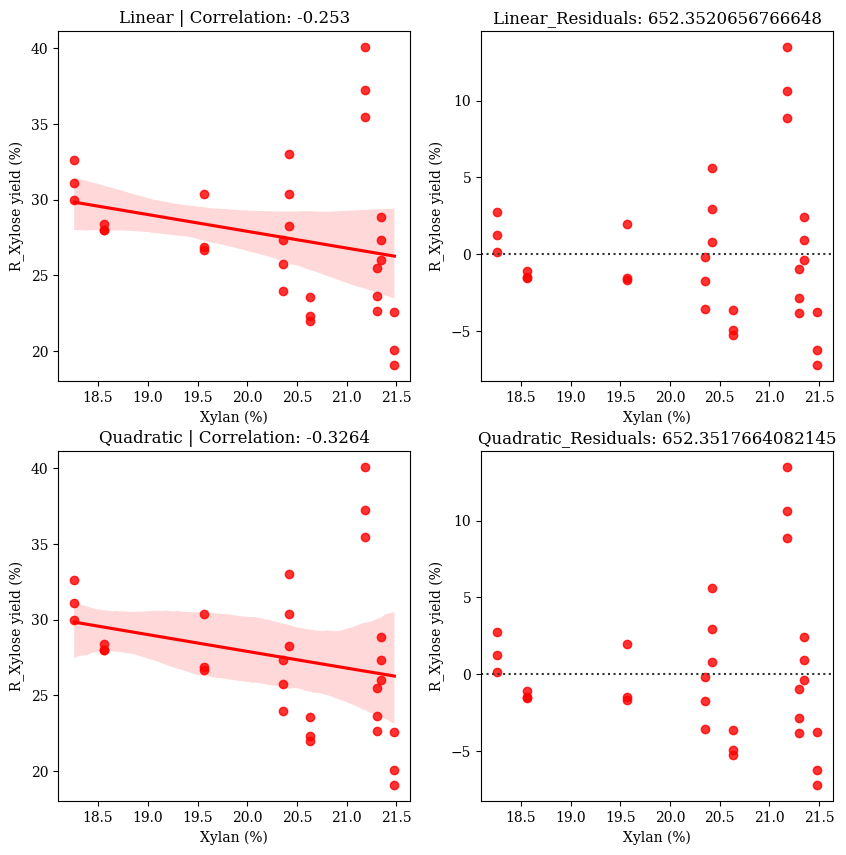 Linear | Correlation: -0.253
Linear_Residuals: 652.3520656766648
40
35
30
25
20
R_Xylose yield (%)
18.5 19.0 19.5 20.0 20.5 21.0 21.5
Xylan (%)
10
5
0
−5
R_Xylose yield (%)
18.5 19.0 19.5 20.0 20.5 21.0 21.5
Xylan (%)
Quadratic | Correlation: -0.3264
Quadratic_Residuals: 652.3517664082145
40
35
30
25
20
R_Xylose yield (%)
18.5 19.0 19.5 20.0 20.5 21.0 21.5
Xylan (%)
10
5
0
−5
R_Xylose yield (%)
18.5 19.0 19.5 20.0 20.5 21.0 21.5
Xylan (%)